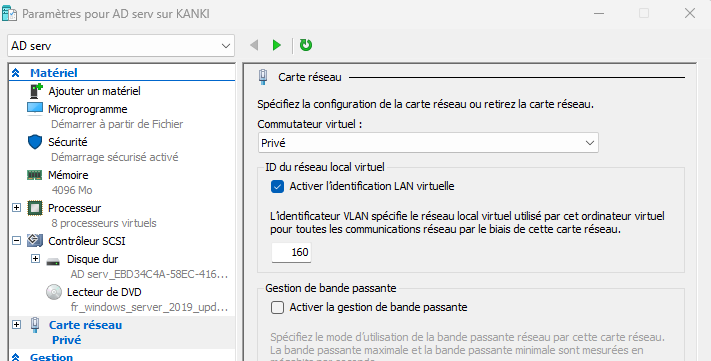 Paramètres pour AD serv sur KANKI
AD serv
Matériel
Ajouter un matériel
Microprogramme
Démarrer à partir de Fichier
Sécurité
Démarrage sécurisé activé
Mémoire
4096 Mo
Processeur
8 processeurs virtuels
Contrôleur SCSI
Disque dur
AD serv_EBD34C4A-58EC-416...
Lecteur de DVD
fr_windows_server_2019_upd...
Carte réseau
Privé
Gestion
Carte réseau
Spécifiez la configuration de la carte réseau ou retirez la carte réseau.
Commutateur virtuel :
Privé
ID du réseau local virtuel
Activer l'identification LAN virtuelle
L'identificateur VLAN spécifie le réseau local virtuel utilisé par cet ordinateur virtuel
pour toutes les communications réseau par le biais de cette carte réseau.
160
Gestion de bande passante
Activer la gestion de bande passante
Spécifiez le mode d'utilisation de la bande passante réseau par cette carte réseau.
La bande passante maximale et la bande passante minimale sont mesurées en